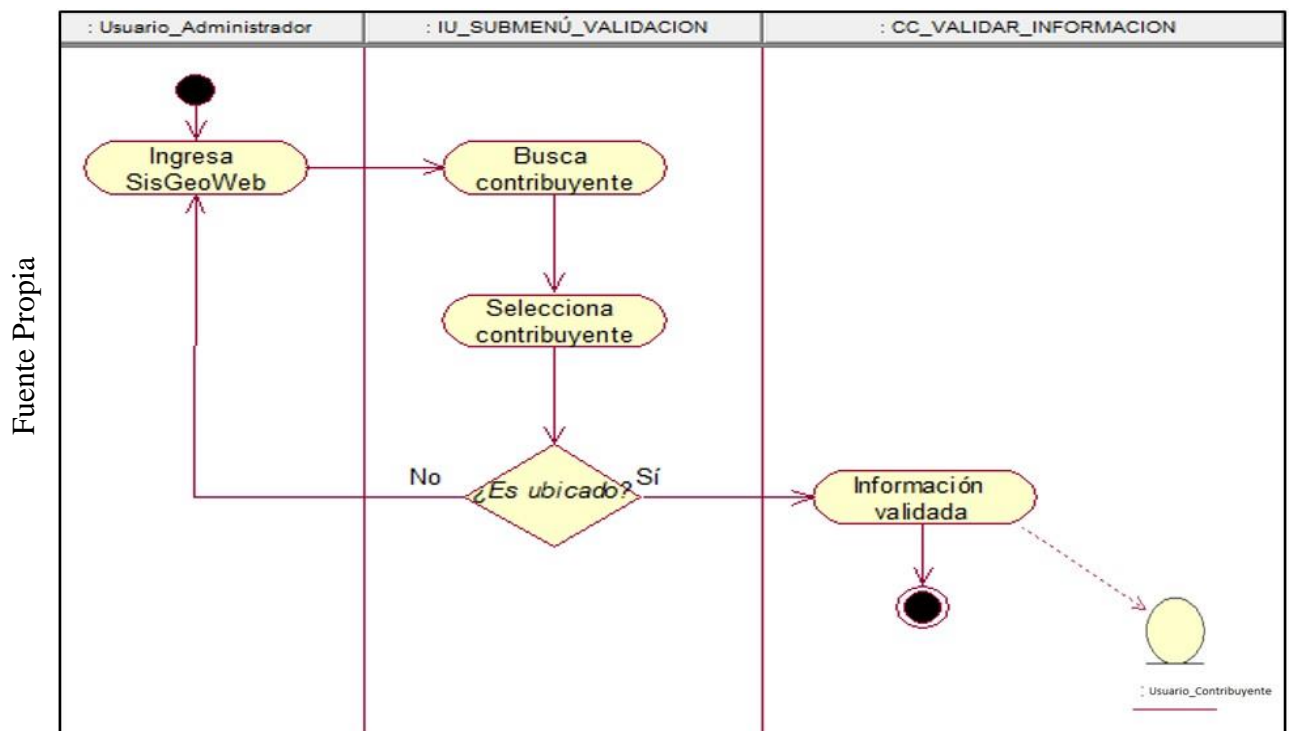 : Usuario_Administrador
: IU_SUBMENÚ_VALIDACION
: CC_VALIDAR_INFORMACION
Ingresa
SisGeoWeb
Busca
contribuyente
Selecciona
contribuyente
No
¿Es ubicado?
Sí
Información
validada
: Usuario_Contribuyente
Fuente Propia